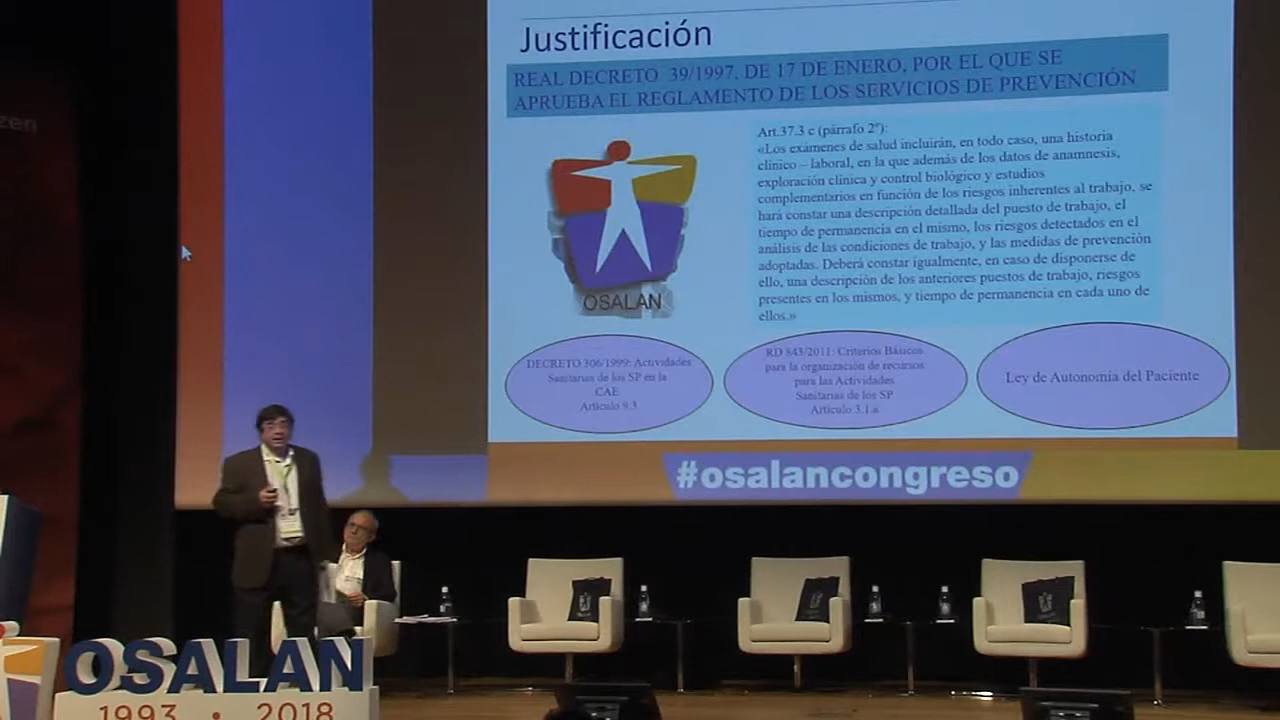 Justificación
REAL DECRETO 39/1997, DE 17 DE ENERO, POR EL QUE SE
APRUEBA EL REGLAMENTO DE LOS SERVICIOS DE PREVENCIÓN
Art.37.3 c (párrafo 2º):
«Los exámenes de salud incluirán, en todo caso, una historia
clínico – laboral, en la que además de los datos de anamnesis,
exploración clínica y control biológico y estudios
complementarios en función de los riesgos inherentes al trabajo, se
hará constar una descripción detallada del puesto de trabajo, el
tiempo de permanencia en el mismo, los riesgos detectados en el
análisis de las condiciones de trabajo, y las medidas de prevención
adoptadas. Deberá constar igualmente, en caso de disponerse de
ello, una descripción de los anteriores puestos de trabajo, riesgos
presentes en los mismos, y tiempo de permanencia en cada uno de
ellos.»
OSALAN
DECRETO 306/1999: Actividades
Sanitarias de los SP en la
CAE
Artículo 9.3
RD 843/2011: Criterios Básicos
para la organización de recursos
para las Actividades
Sanitarias de los SP
Artículo 3.1.a
Ley de Autonomía del Paciente
#osalancongreso
zen
OSALAN
1993 • 2018